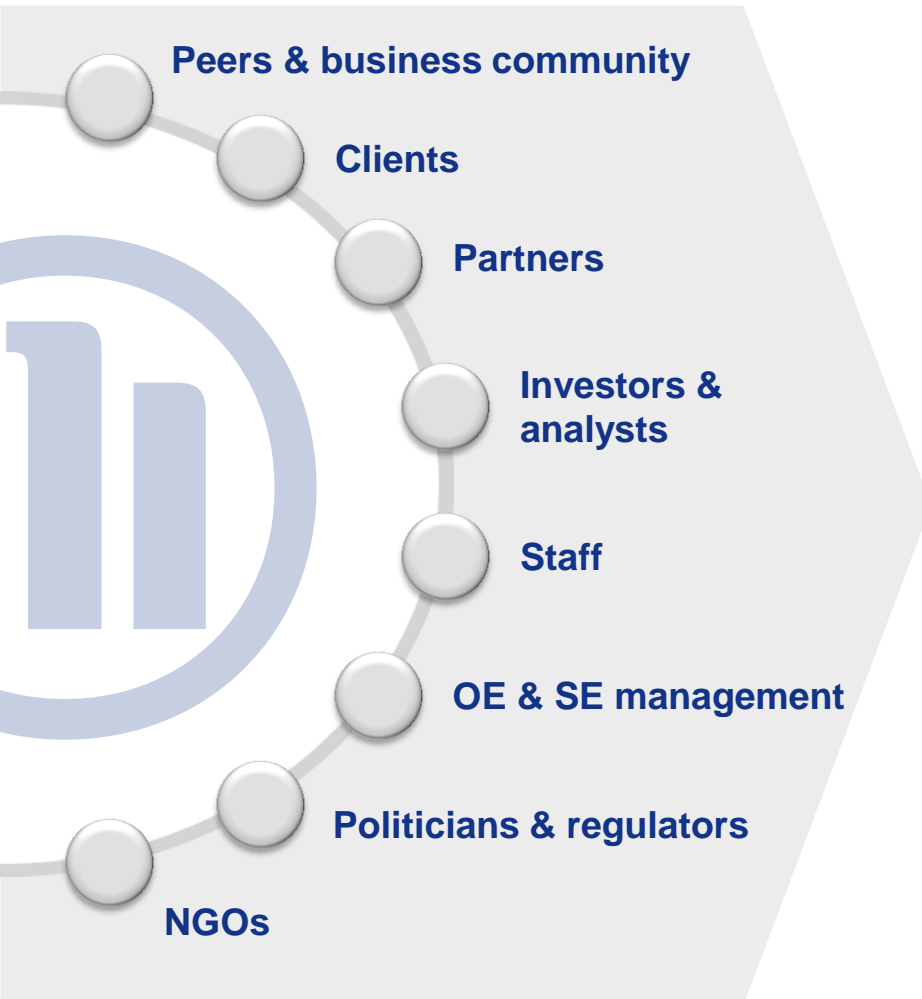 Peers & business community
Clients
Partners
Investors &
analysts
Staff
OE & SE management
Politicians & regulators
NGOs